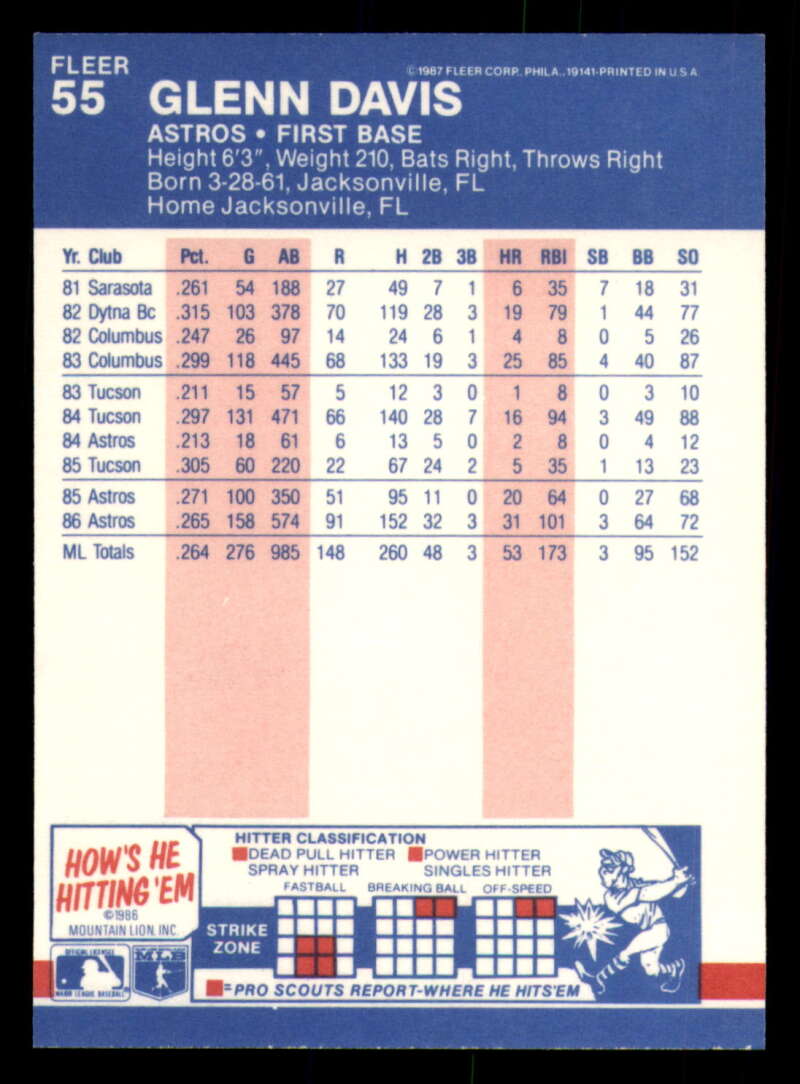 FLEER
©1987 FLEER CORP., PHILA., 19141-PRINTED IN U.S.A.
55 GLENN DAVIS
ASTROS • FIRST BASE
Height 6'3", Weight 210, Bats Right, Throws Right
Born 3-28-61, Jacksonville, FL
Home Jacksonville, FL
Yr. Club Pct. G AB R H 2B 3B HR RBI SB BB SO
81 Sarasota .261 54 188 27 49 7 1 6 35 7 18 31
82 Dytna Bc .315 103 378 70 119 28 3 19 79 1 44 77
82 Columbus .247 26 97 14 24 6 1 4 8 0 5 26
83 Columbus .299 118 445 68 133 19 3 25 85 4 40 87
83 Tucson .211 15 57 5 12 3 0 1 8 0 3 10
84 Tucson .297 131 471 66 140 28 7 16 94 3 49 88
84 Astros .213 18 61 6 13 5 0 2 8 0 4 12
85 Tucson .305 60 220 22 67 24 2 5 35 1 13 23
85 Astros .271 100 350 51 95 11 0 20 64 0 27 68
86 Astros .265 158 574 91 152 32 3 31 101 3 64 72
ML Totals .264 276 985 148 260 48 3 53 173 3 95 152
HOW'S HE
HITTING 'EM
©1986
MOUNTAIN LION, INC.
OFFICIAL LICENSEE
MAJOR LEAGUE BASEBALL
MLB
HITTER CLASSIFICATION
DEAD PULL HITTER POWER HITTER
SPRAY HITTER SINGLES HITTER
FASTBALL BREAKING BALL OFF-SPEED
STRIKE
ZONE
=PRO SCOUTS REPORT-WHERE HE HITS 'EM